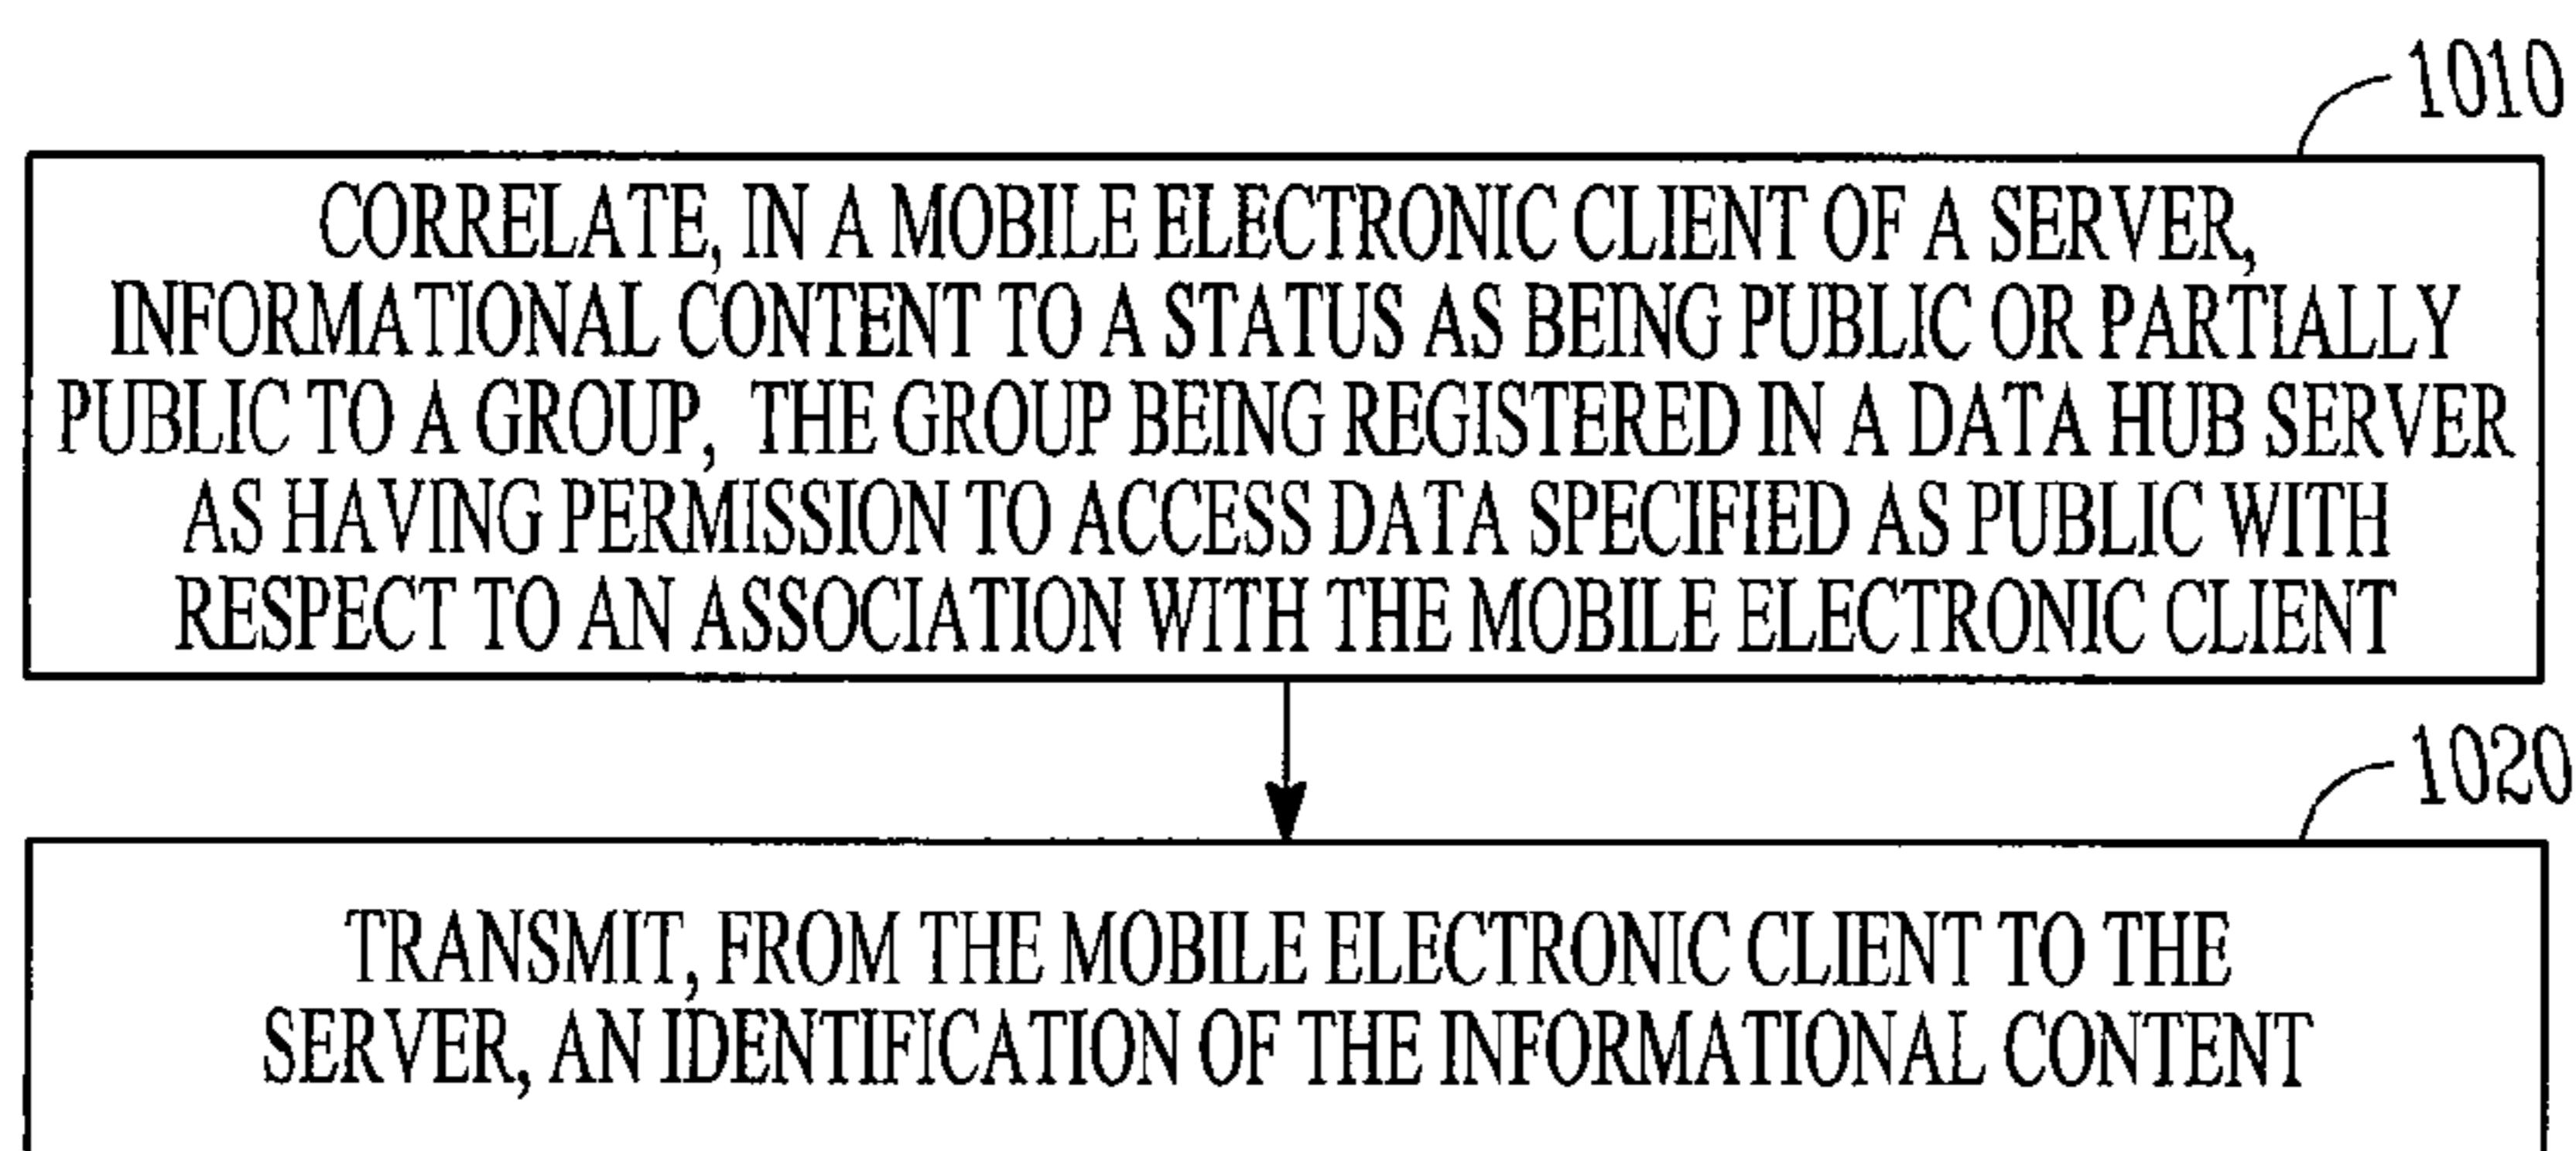 1010
CORRELATE, IN A MOBILE ELECTRONIC CLIENT OF A SERVER,
INFORMATIONAL CONTENT TO A STATUS AS BEING PUBLIC OR PARTIALLY
PUBLIC TO A GROUP, THE GROUP BEING REGISTERED IN A DATA HUB SERVER
AS HAVING PERMISSION TO ACCESS DATA SPECIFIED AS PUBLIC WITH
RESPECT TO AN ASSOCIATION WITH THE MOBILE ELECTRONIC CLIENT
1020
TRANSMIT, FROM THE MOBILE ELECTRONIC CLIENT TO THE
SERVER, AN IDENTIFICATION OF THE INFORMATIONAL CONTENT